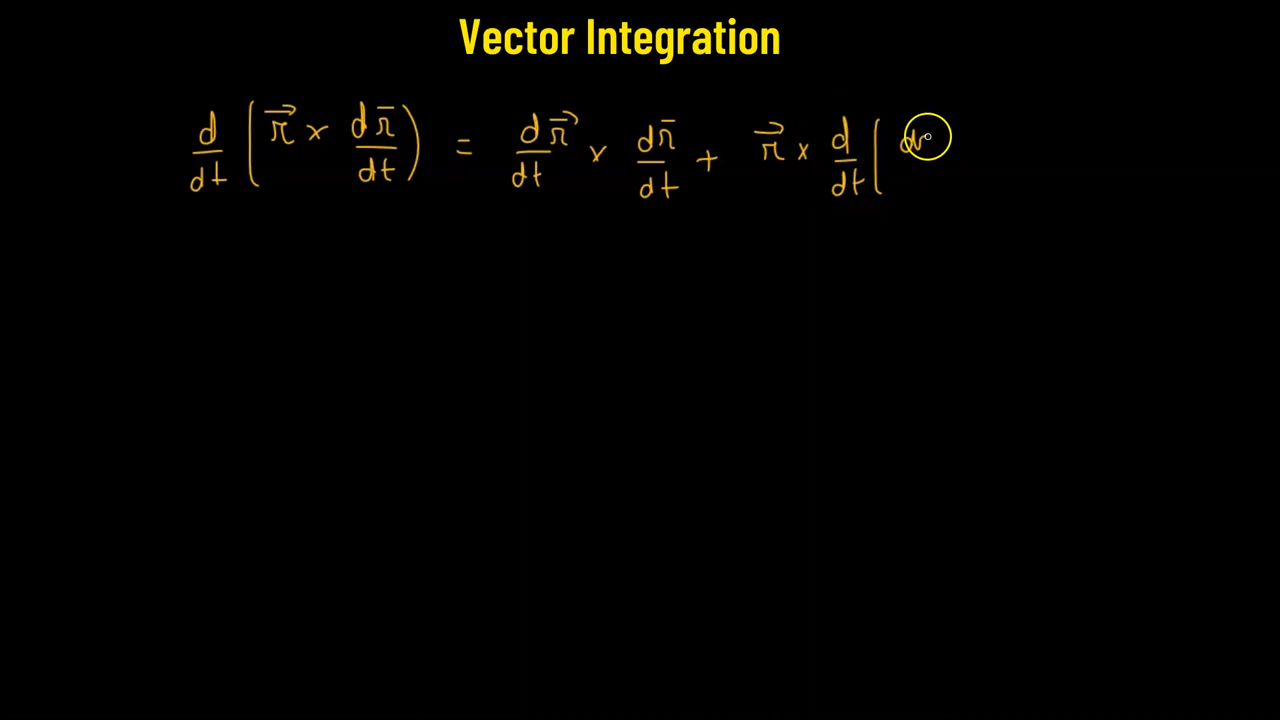 Vector Integration
d/dt ( r⃗ × dr̄/dt ) = dr⃗/dt × dr̄/dt + r⃗ × d/dt ( d